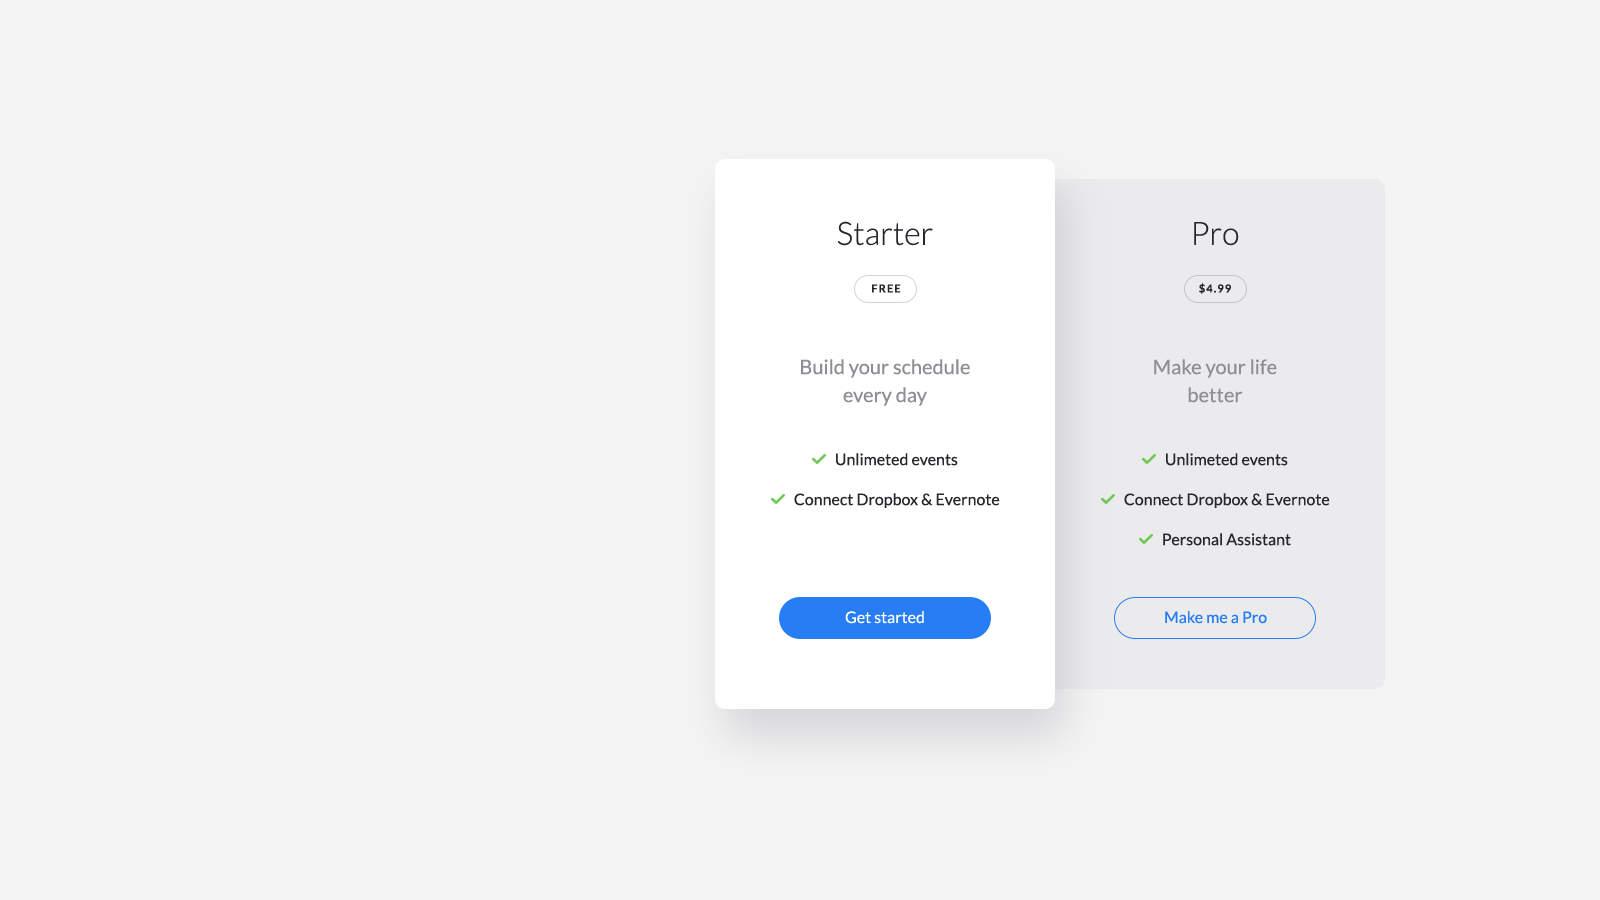 Starter
FREE
Build your schedule
every day
Unlimeted events
Connect Dropbox & Evernote
Get started
Pro
$4.99
Make your life
better
Unlimeted events
Connect Dropbox & Evernote
Personal Assistant
Make me a Pro